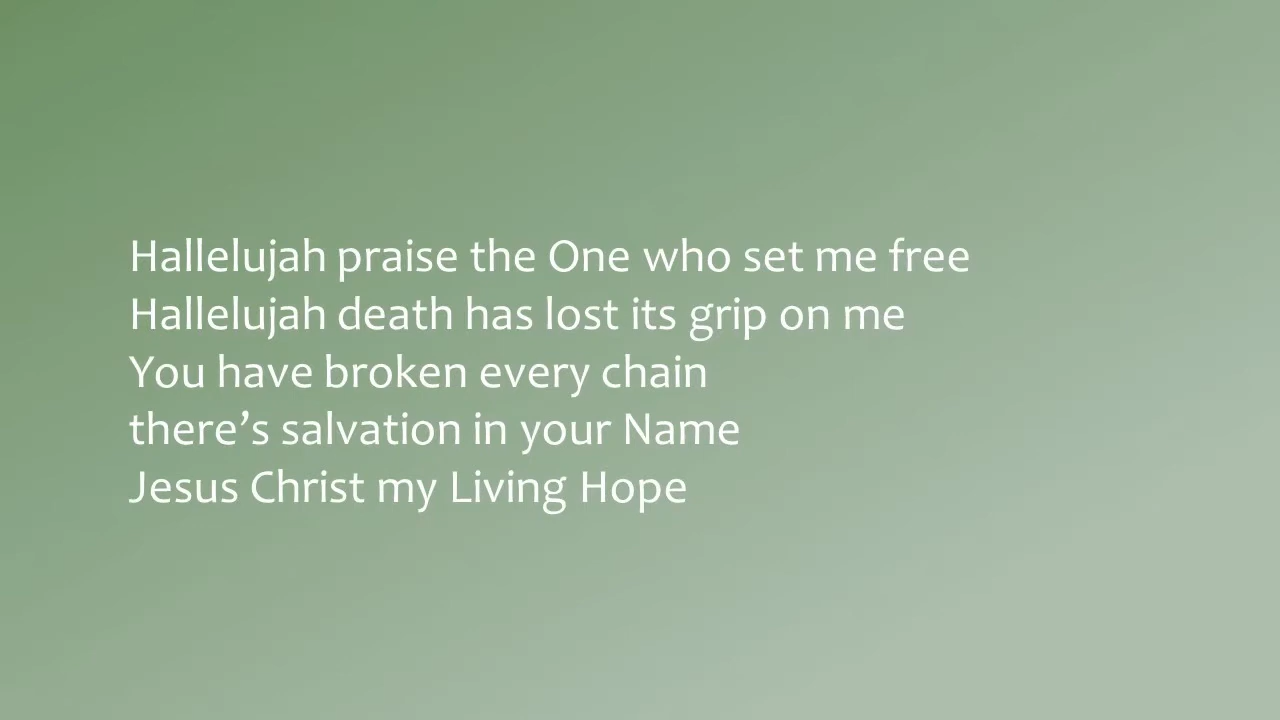 Hallelujah praise the One who set me free
Hallelujah death has lost its grip on me
You have broken every chain
there’s salvation in your Name
Jesus Christ my Living Hope